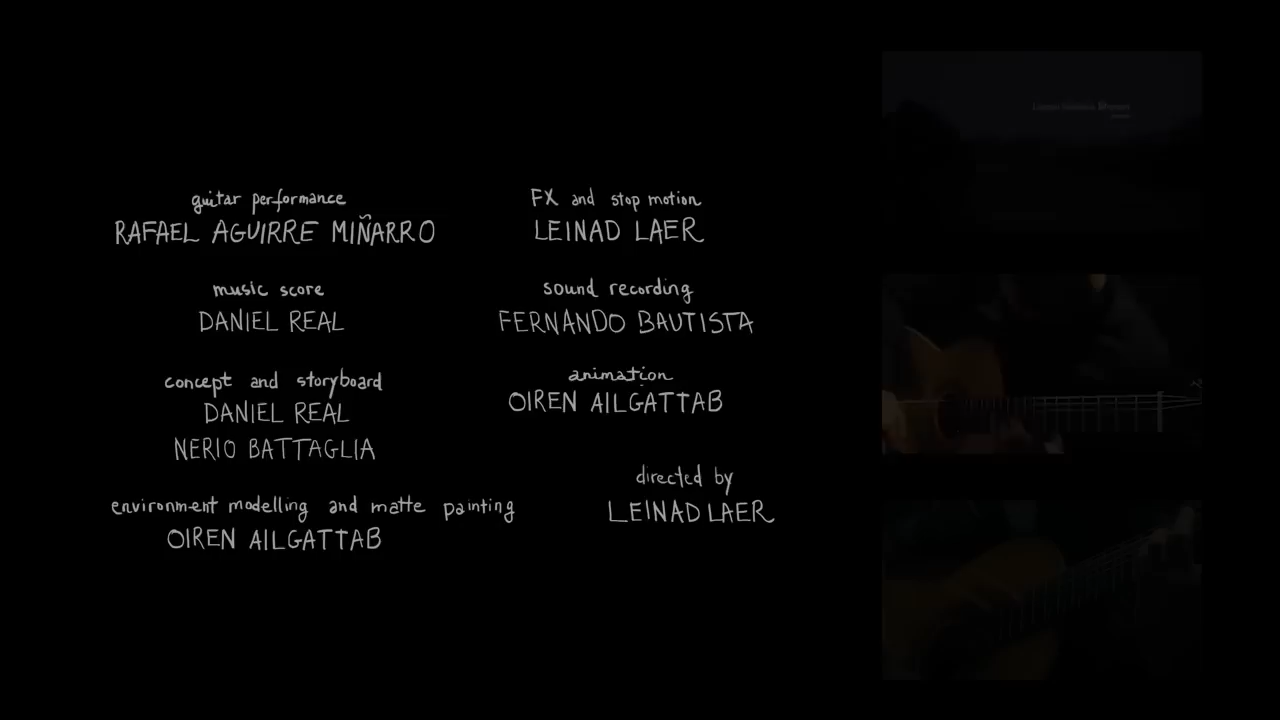 guitar performance
RAFAEL AGUIRRE MIÑARRO
music score
DANIEL REAL
concept and storyboard
DANIEL REAL
NERIO BATTAGLIA
environment modelling and matte painting
OIREN AILGATTAB
FX and stop motion
LEINAD LAER
sound recording
FERNANDO BAUTISTA
animation
OIREN AILGATTAB
directed by
LEINAD LAER